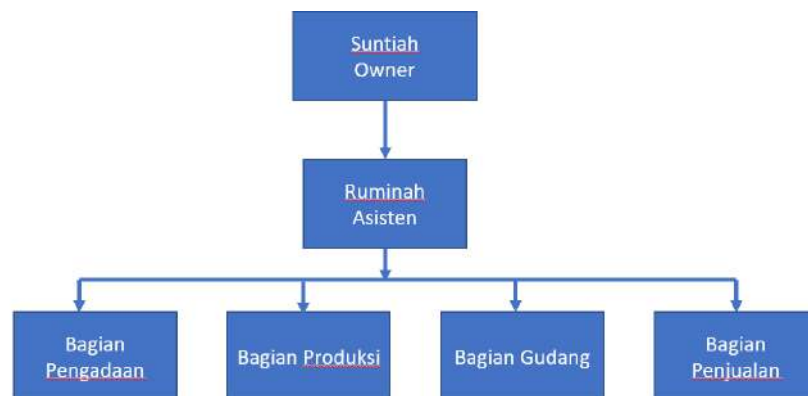 Suntiah
Owner
Ruminah
Asisten
Bagian
Pengadaan
Bagian Produksi
Bagian Gudang
Bagian
Penjualan